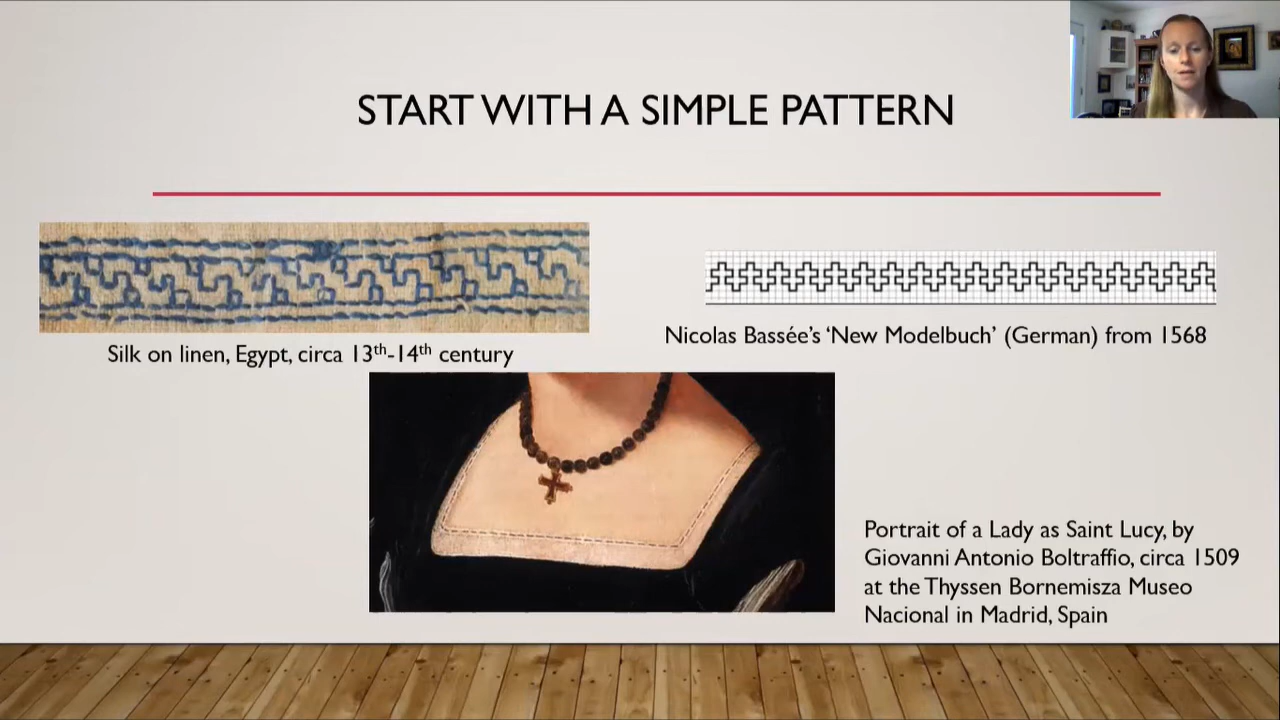 START WITH A SIMPLE PATTERN
Silk on linen, Egypt, circa 13th-14th century
Nicolas Bassée's 'New Modelbuch' (German) from 1568
Portrait of a Lady as Saint Lucy, by
Giovanni Antonio Boltraffio, circa 1509
at the Thyssen Bornemisza Museo
Nacional in Madrid, Spain